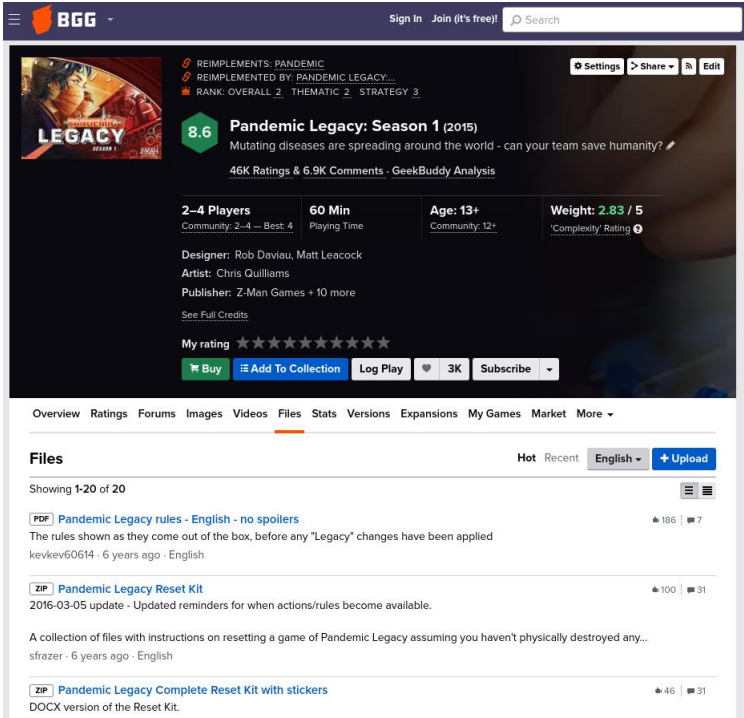 BGG
Sign In Join (it's free)! Search
REIMPLEMENTS: PANDEMIC
REIMPLEMENTED BY: PANDEMIC LEGACY:...
RANK: OVERALL 2 THEMATIC 2 STRATEGY 3
Settings Share Edit
PANDEMIC
LEGACY
SEASON 1
8.6
Pandemic Legacy: Season 1 (2015)
Mutating diseases are spreading around the world - can your team save humanity?
46K Ratings & 6.9K Comments · GeekBuddy Analysis
2–4 Players 60 Min Age: 13+ Weight: 2.83 / 5
Community: 2–4 — Best: 4 Playing Time Community: 12+ 'Complexity' Rating
Designer: Rob Daviau, Matt Leacock
Artist: Chris Quilliams
Publisher: Z-Man Games + 10 more
See Full Credits
My rating
Buy Add To Collection Log Play 3K Subscribe
Overview Ratings Forums Images Videos Files Stats Versions Expansions My Games Market More
Files Hot Recent English + Upload
Showing 1-20 of 20
PDF Pandemic Legacy rules - English - no spoilers 186 7
The rules shown as they come out of the box, before any "Legacy" changes have been applied
kevkev60614 · 6 years ago · English
ZIP Pandemic Legacy Reset Kit 100 31
2016-03-05 update - Updated reminders for when actions/rules become available.
A collection of files with instructions on resetting a game of Pandemic Legacy assuming you haven't physically destroyed any...
sfrazer · 6 years ago · English
ZIP Pandemic Legacy Complete Reset Kit with stickers 46 31
DOCX version of the Reset Kit.